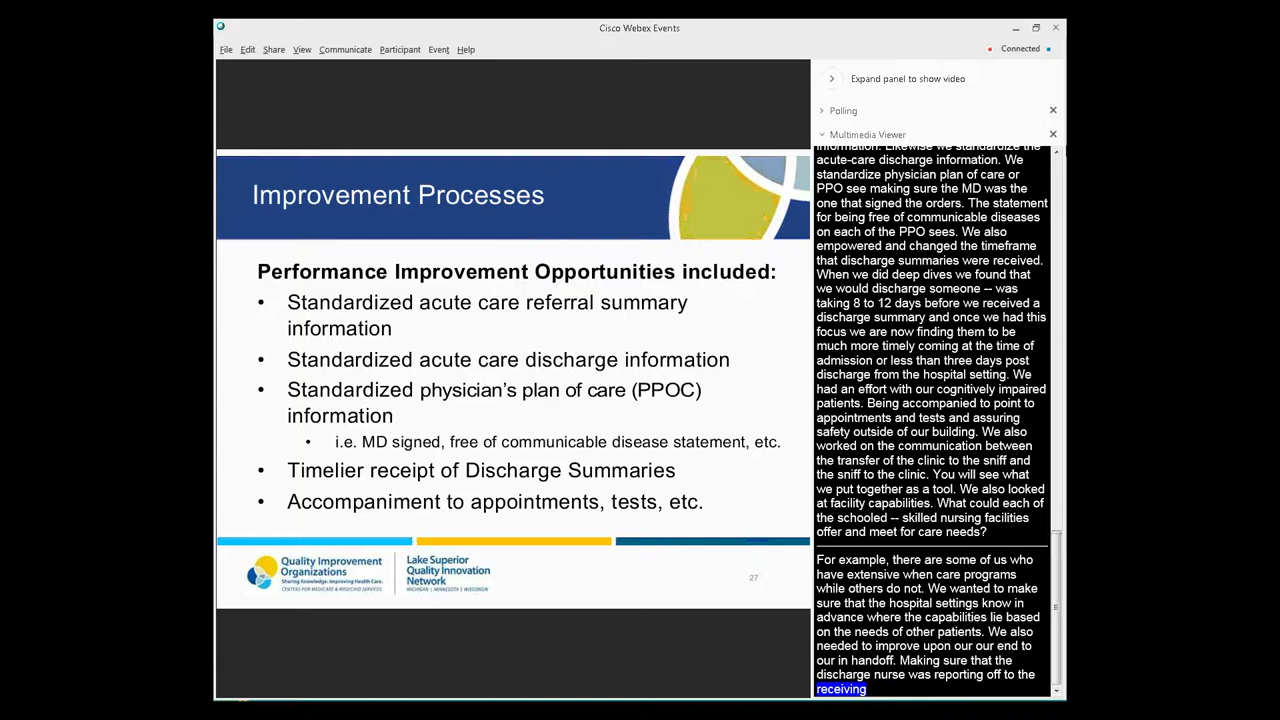 Cisco Webex Events
File Edit Share View Communicate Participant Event Help
Connected
Expand panel to show video
Polling
Multimedia Viewer
Improvement Processes
Performance Improvement Opportunities included:
• Standardized acute care referral summary
information
• Standardized acute care discharge information
• Standardized physician's plan of care (PPOC)
information
• i.e. MD signed, free of communicable disease statement, etc.
• Timelier receipt of Discharge Summaries
• Accompaniment to appointments, tests, etc.
Quality Improvement
Organizations
Sharing Knowledge. Improving Health Care.
CENTERS FOR MEDICARE & MEDICAID SERVICES
Lake Superior
Quality Innovation
Network
MICHIGAN | MINNESOTA | WISCONSIN
27
information. Likewise we standardize the
acute-care discharge information. We
standardize physician plan of care or
PPO see making sure the MD was the
one that signed the orders. The statement
for being free of communicable diseases
on each of the PPO sees. We also
empowered and changed the timeframe
that discharge summaries were received.
When we did deep dives we found that
we would discharge someone -- was
taking 8 to 12 days before we received a
discharge summary and once we had this
focus we are now finding them to be
much more timely coming at the time of
admission or less than three days post
discharge from the hospital setting. We
had an effort with our cognitively impaired
patients. Being accompanied to point to
appointments and tests and assuring
safety outside of our building. We also
worked on the communication between
the transfer of the clinic to the sniff and
the sniff to the clinic. You will see what
we put together as a tool. We also looked
at facility capabilities. What could each of
the schooled -- skilled nursing facilities
offer and meet for care needs?
For example, there are some of us who
have extensive when care programs
while others do not. We wanted to make
sure that the hospital settings know in
advance where the capabilities lie based
on the needs of other patients. We also
needed to improve upon our our end to
our in handoff. Making sure that the
discharge nurse was reporting off to the
receiving